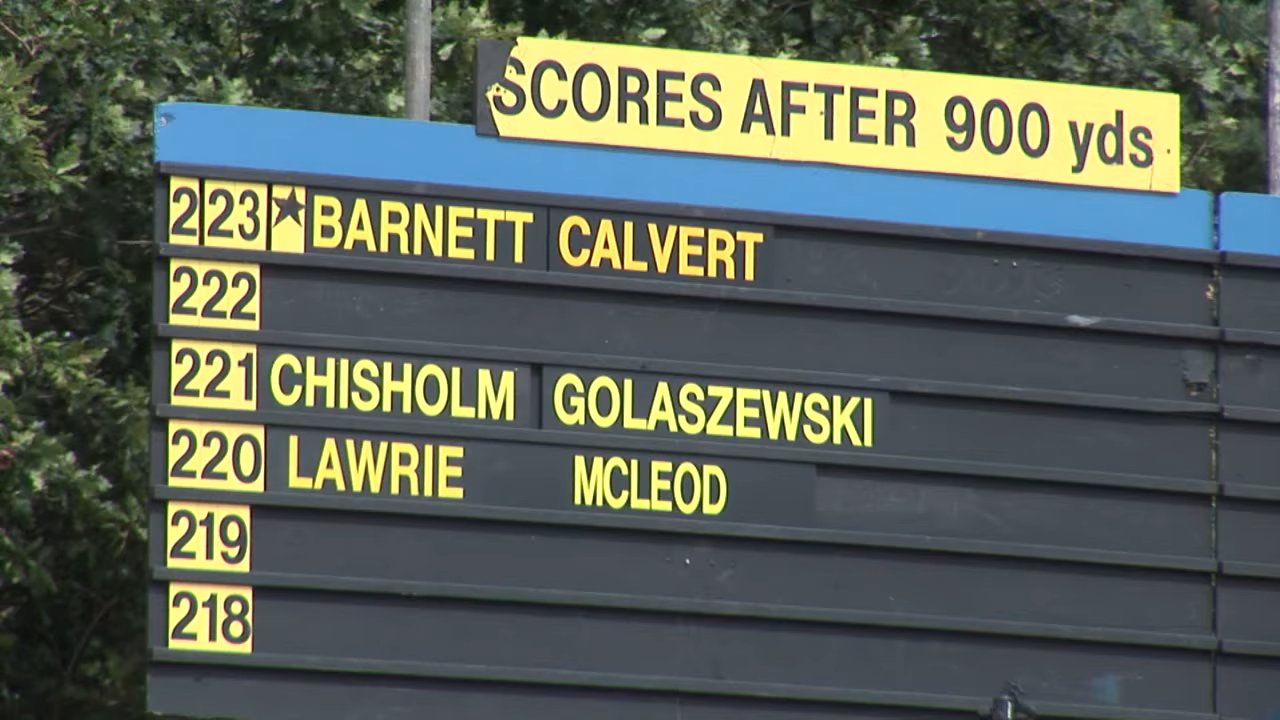 SCORES AFTER 900 yds
223 ★ BARNETT CALVERT
222
221 CHISHOLM GOLASZEWSKI
220 LAWRIE MCLEOD
219
218